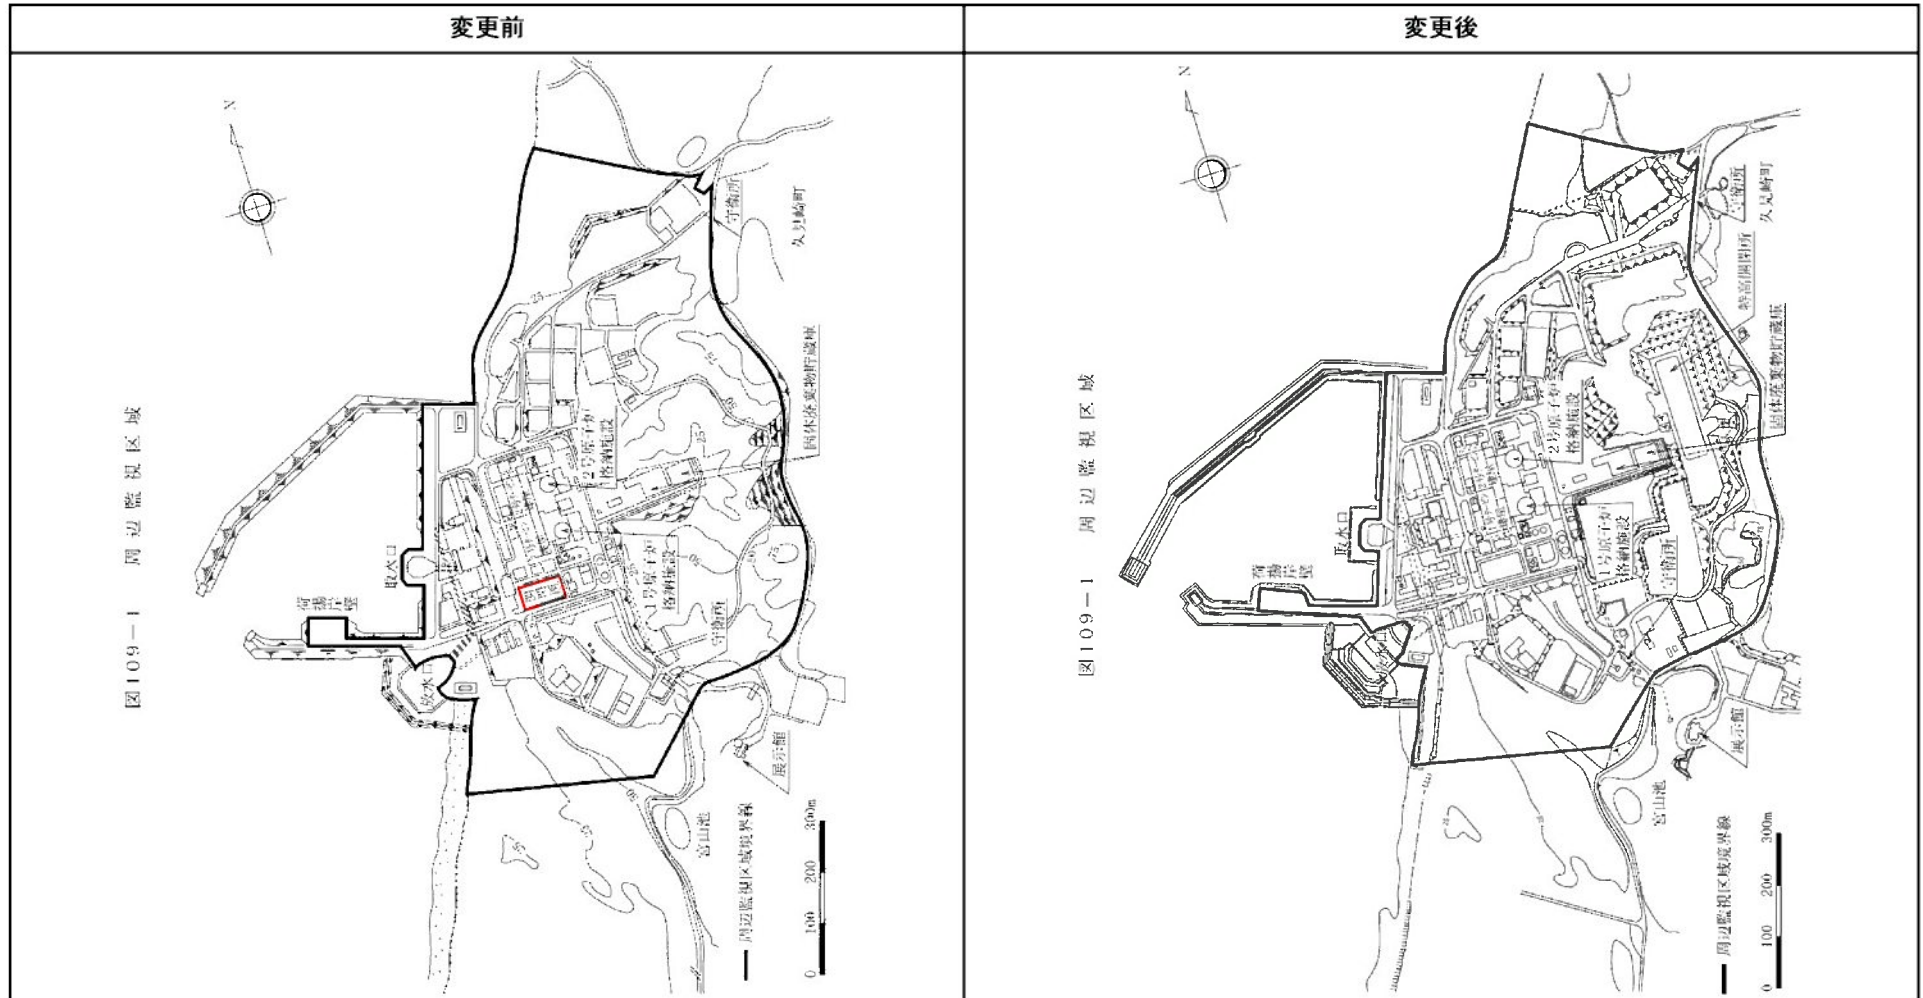 変更前
変更後
図109-1 周辺監視区域
N
守衛所
久見崎町
固体廃棄物貯蔵庫
2号原子炉
格納施設
1号原子炉
格納施設
守衛所
取水口
荷揚岸壁
放水口
展示館
宮山池
周辺監視区域境界線
0 100 200 300m
図109-1 周辺監視区域
N
守衛所
久見崎町
特高開閉所
固体廃棄物貯蔵庫
2号原子炉
格納施設
1号原子炉
格納施設
守衛所
取水口
荷揚岸壁
展示館
宮山池
周辺監視区域境界線
0 100 200 300m